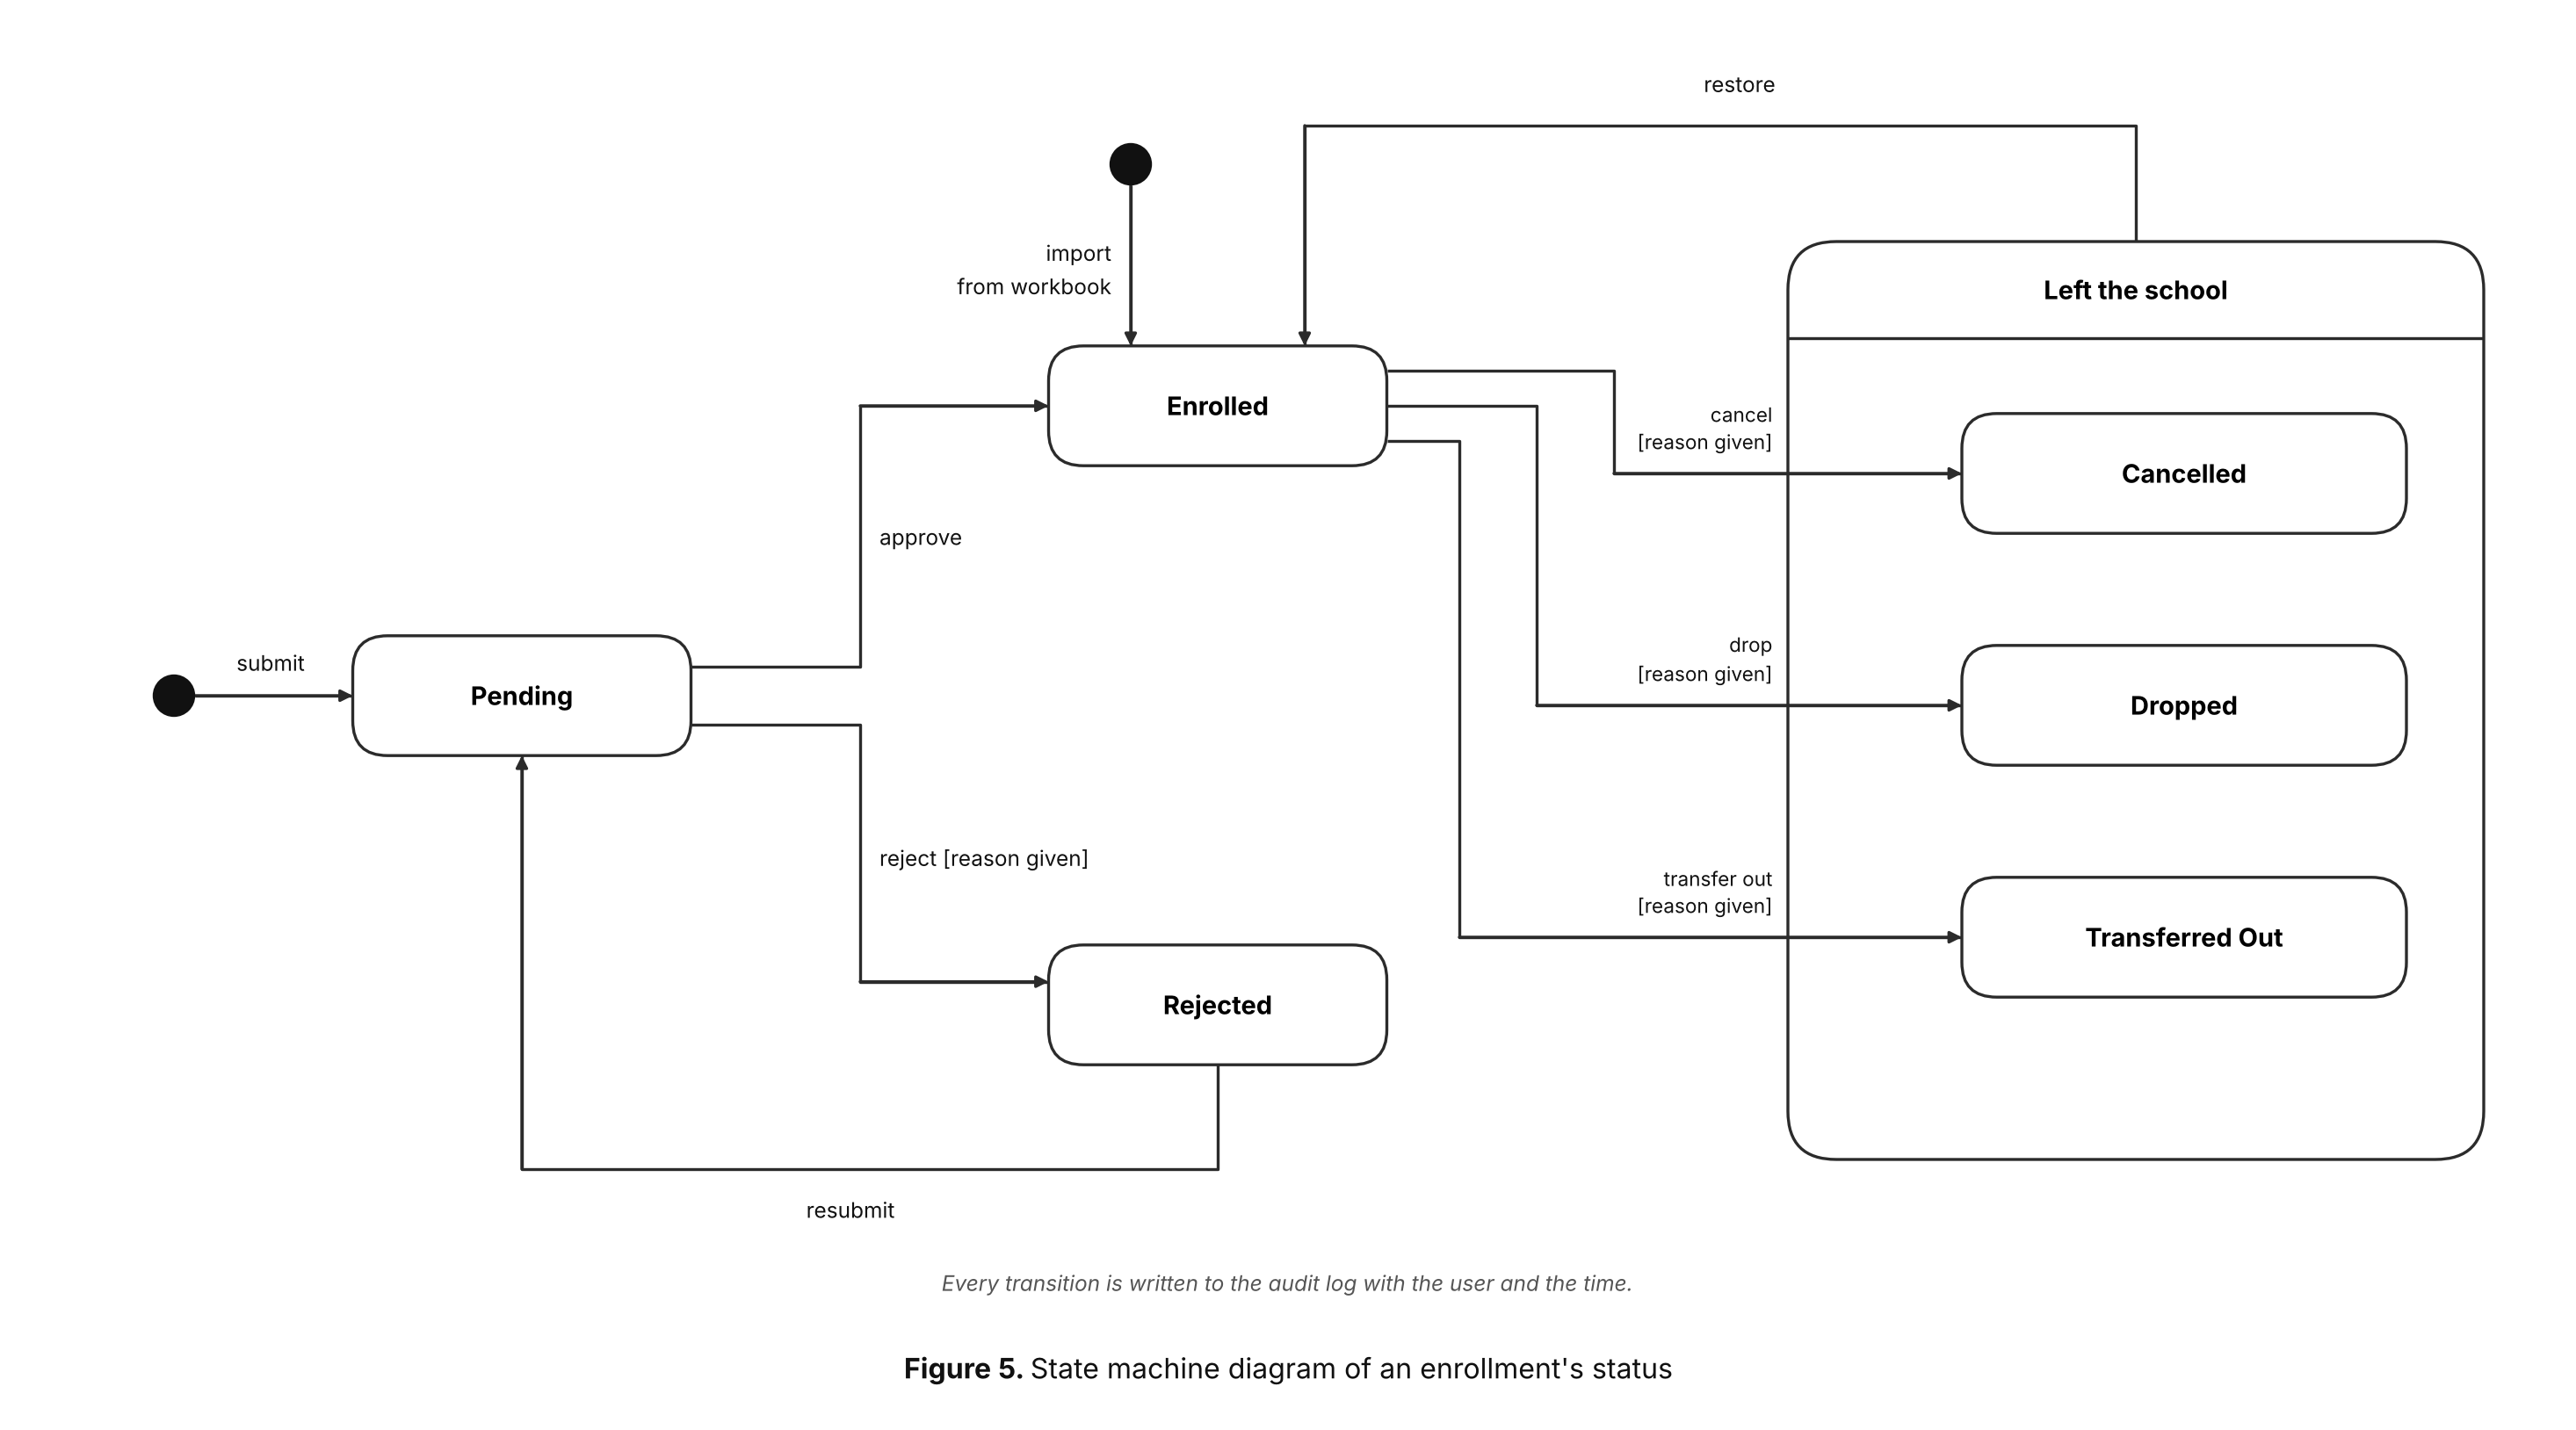 restore
import
from workbook
Left the school
Enrolled
cancel
[reason given]
Cancelled
approve
submit
Pending
drop
[reason given]
Dropped
reject [reason given]
transfer out
[reason given]
Transferred Out
Rejected
resubmit
Every transition is written to the audit log with the user and the time.
Figure 5. State machine diagram of an enrollment's status